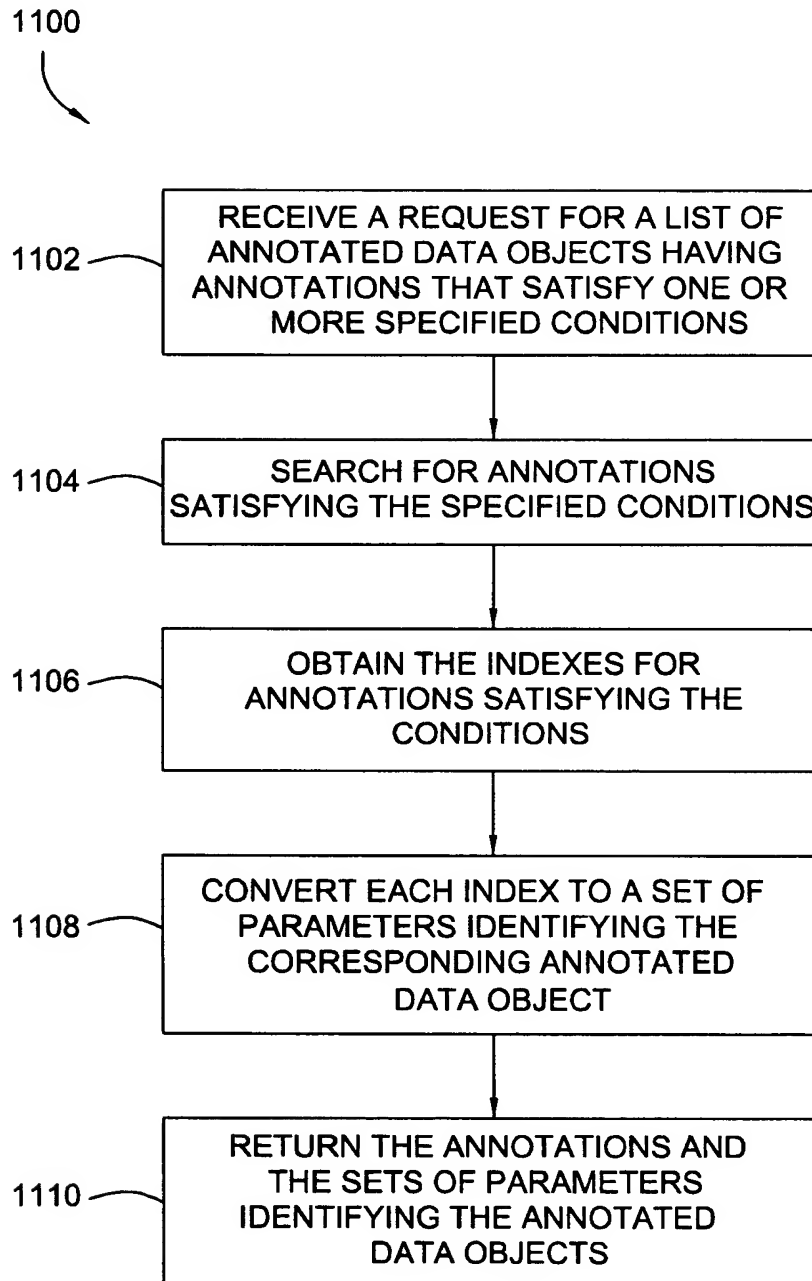 1100
1102
RECEIVE A REQUEST FOR A LIST OF
ANNOTATED DATA OBJECTS HAVING
ANNOTATIONS THAT SATISFY ONE OR
MORE SPECIFIED CONDITIONS
1104
SEARCH FOR ANNOTATIONS
SATISFYING THE SPECIFIED CONDITIONS
1106
OBTAIN THE INDEXES FOR
ANNOTATIONS SATISFYING THE
CONDITIONS
1108
CONVERT EACH INDEX TO A SET OF
PARAMETERS IDENTIFYING THE
CORRESPONDING ANNOTATED
DATA OBJECT
1110
RETURN THE ANNOTATIONS AND
THE SETS OF PARAMETERS
IDENTIFYING THE ANNOTATED
DATA OBJECTS